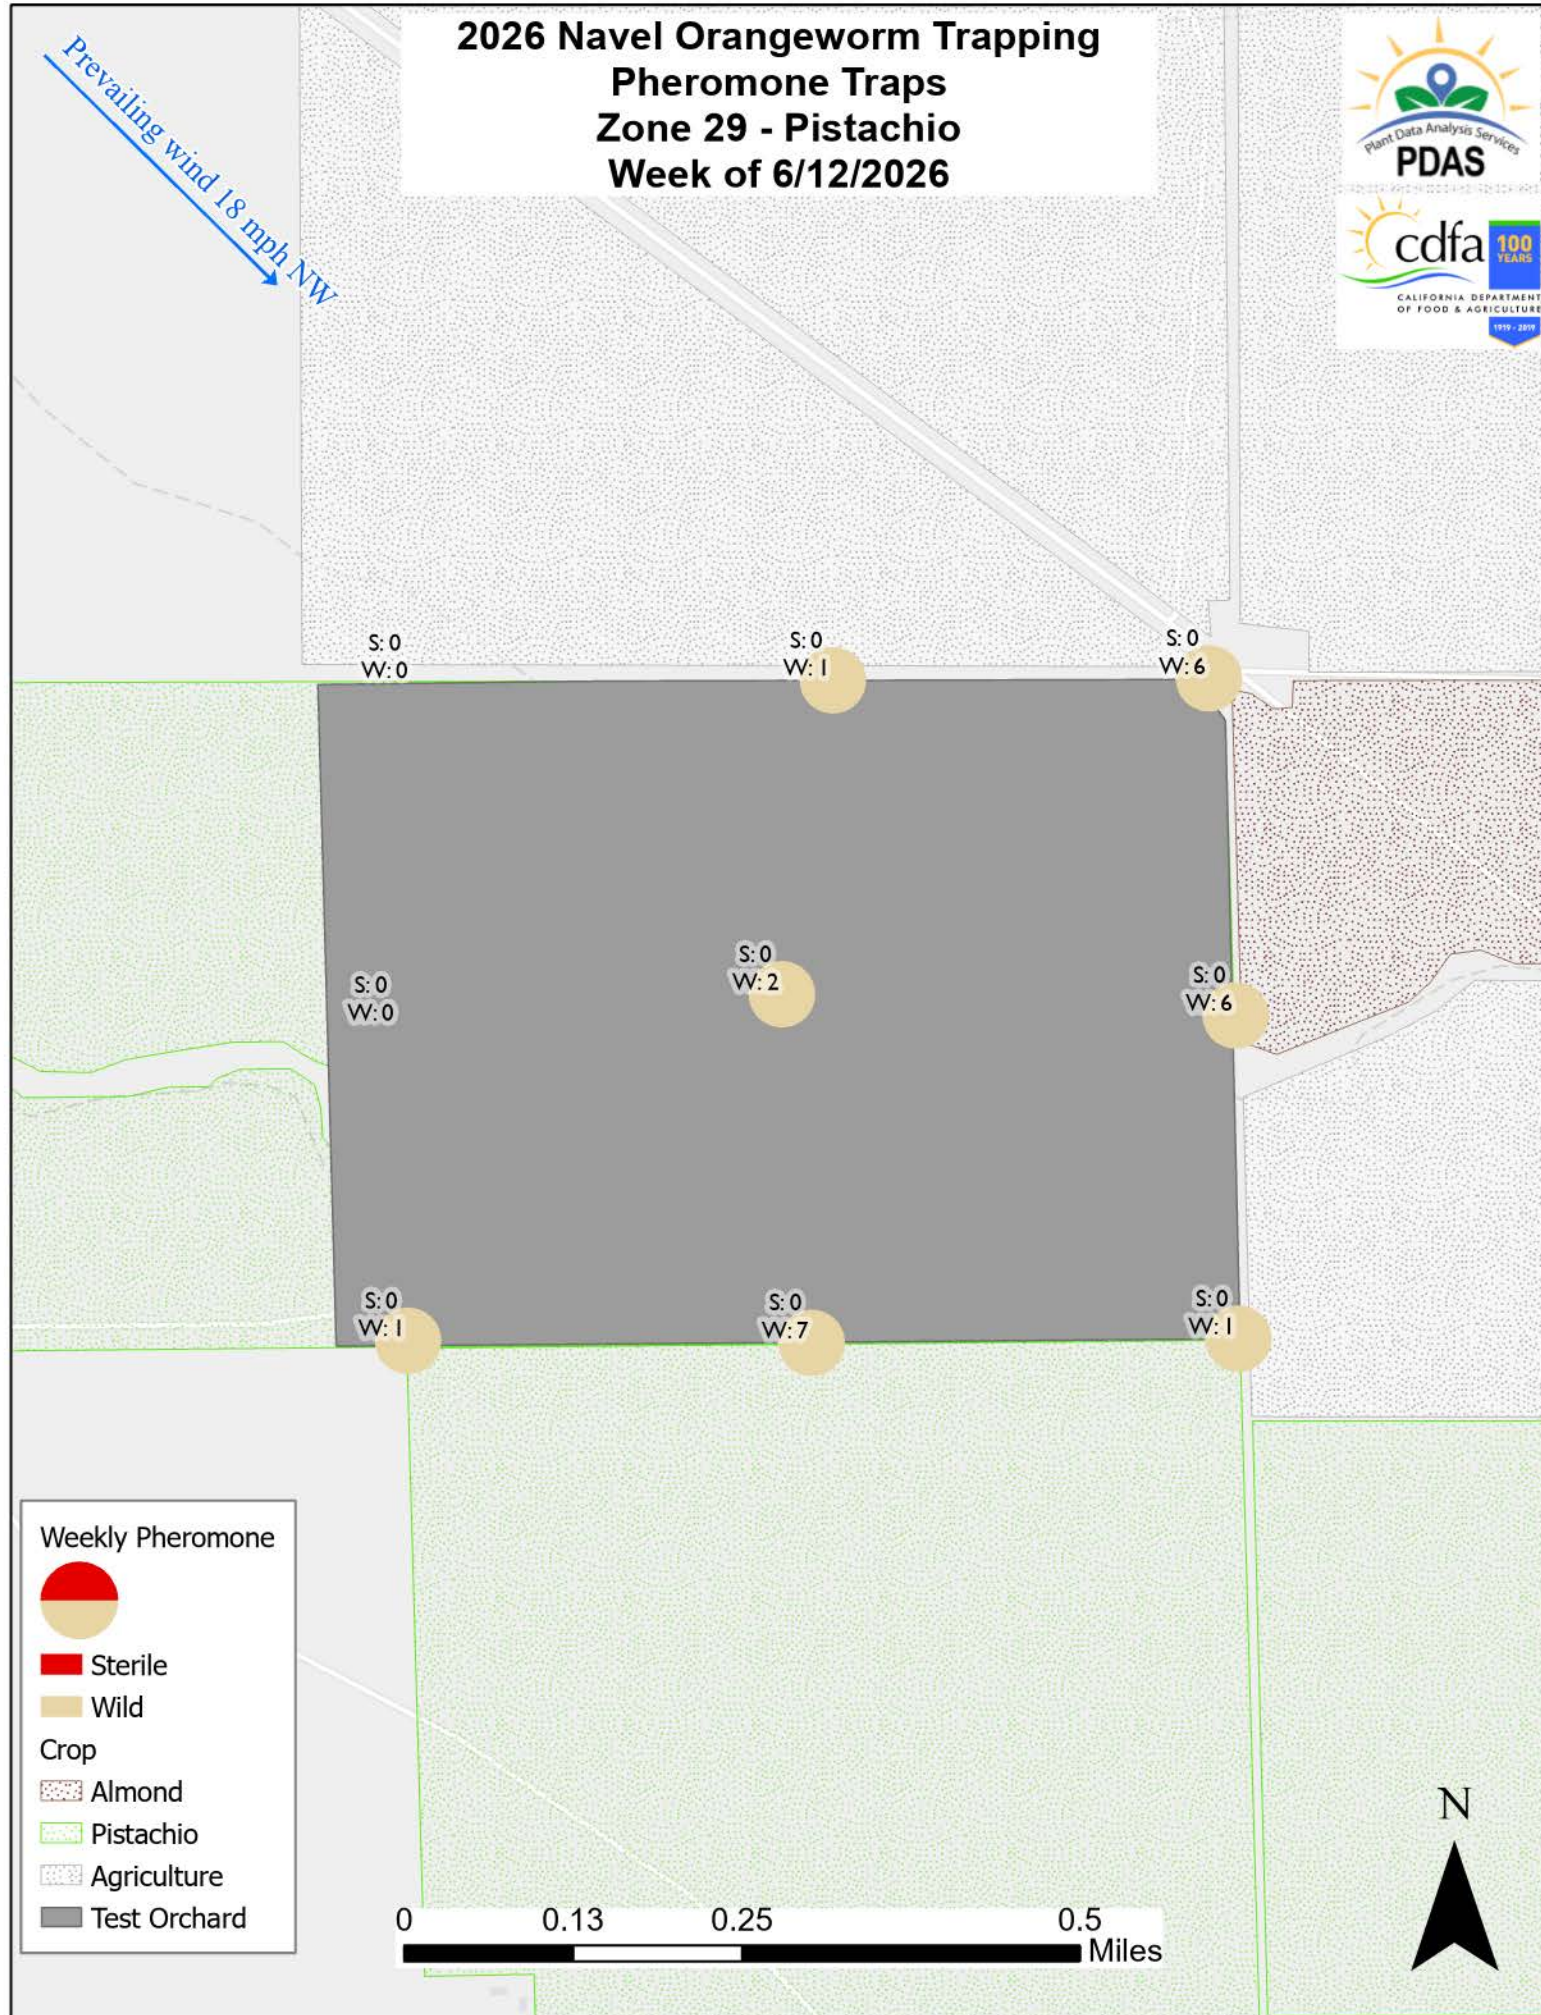 2026 Navel Orangeworm Trapping
Pheromone Traps
Zone 29 - Pistachio
Week of 6/12/2026
Prevailing wind 18 mph NW
Plant Data Analysis Services
PDAS
cdfa
100
YEARS
CALIFORNIA DEPARTMENT
OF FOOD & AGRICULTURE
1919 - 2019
S: 0
W: 0
S: 0
W: 1
S: 0
W: 6
S: 0
W: 0
S: 0
W: 2
S: 0
W: 6
S: 0
W: 1
S: 0
W: 7
S: 0
W: 1
Weekly Pheromone
Sterile
Wild
Crop
Almond
Pistachio
Agriculture
Test Orchard
0 0.13 0.25 0.5
Miles
N